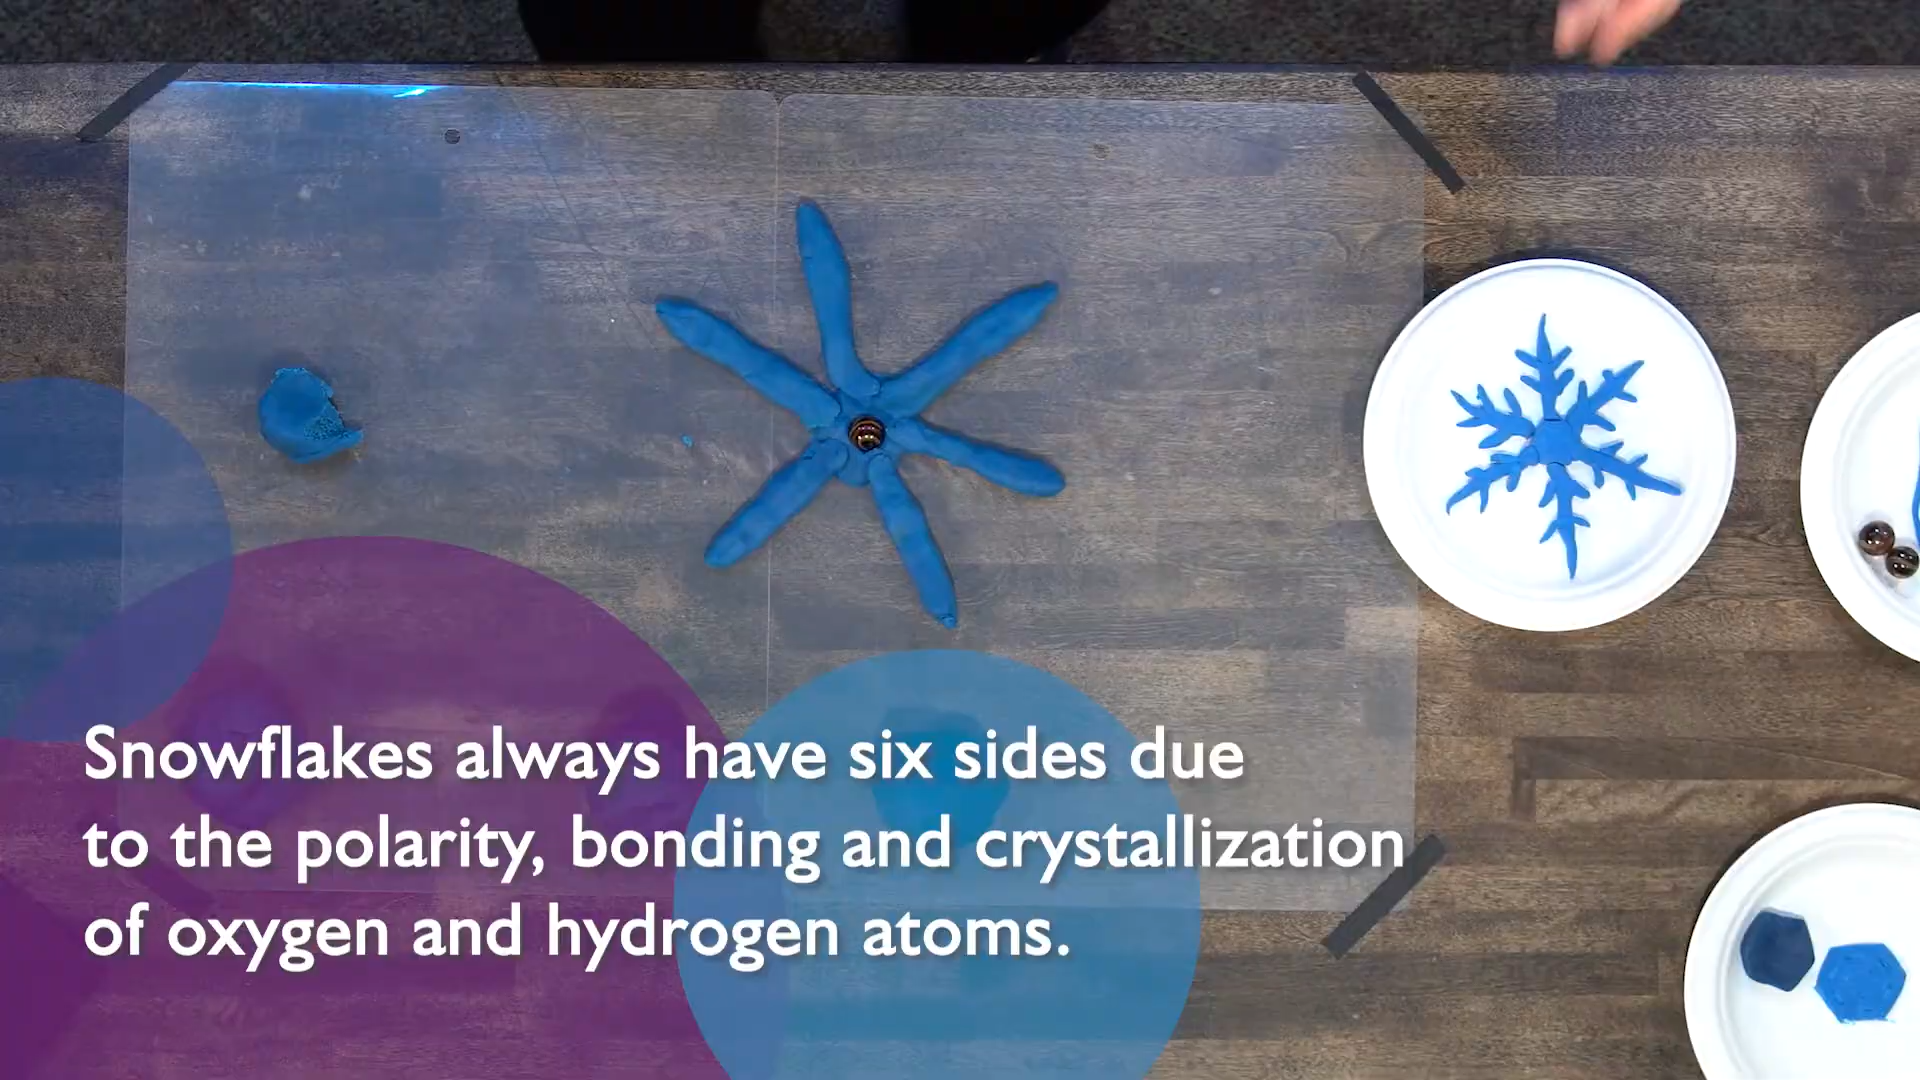 Snowflakes always have six sides due
to the polarity, bonding and crystallization
of oxygen and hydrogen atoms.